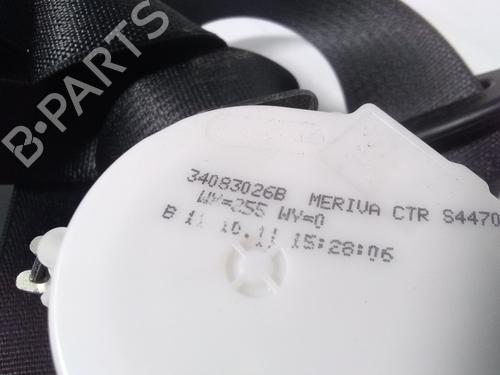 B-PARTS
34083026B MERIVA CTR S4470
WY=255 WY=0
B 11 10.11 15:28:06